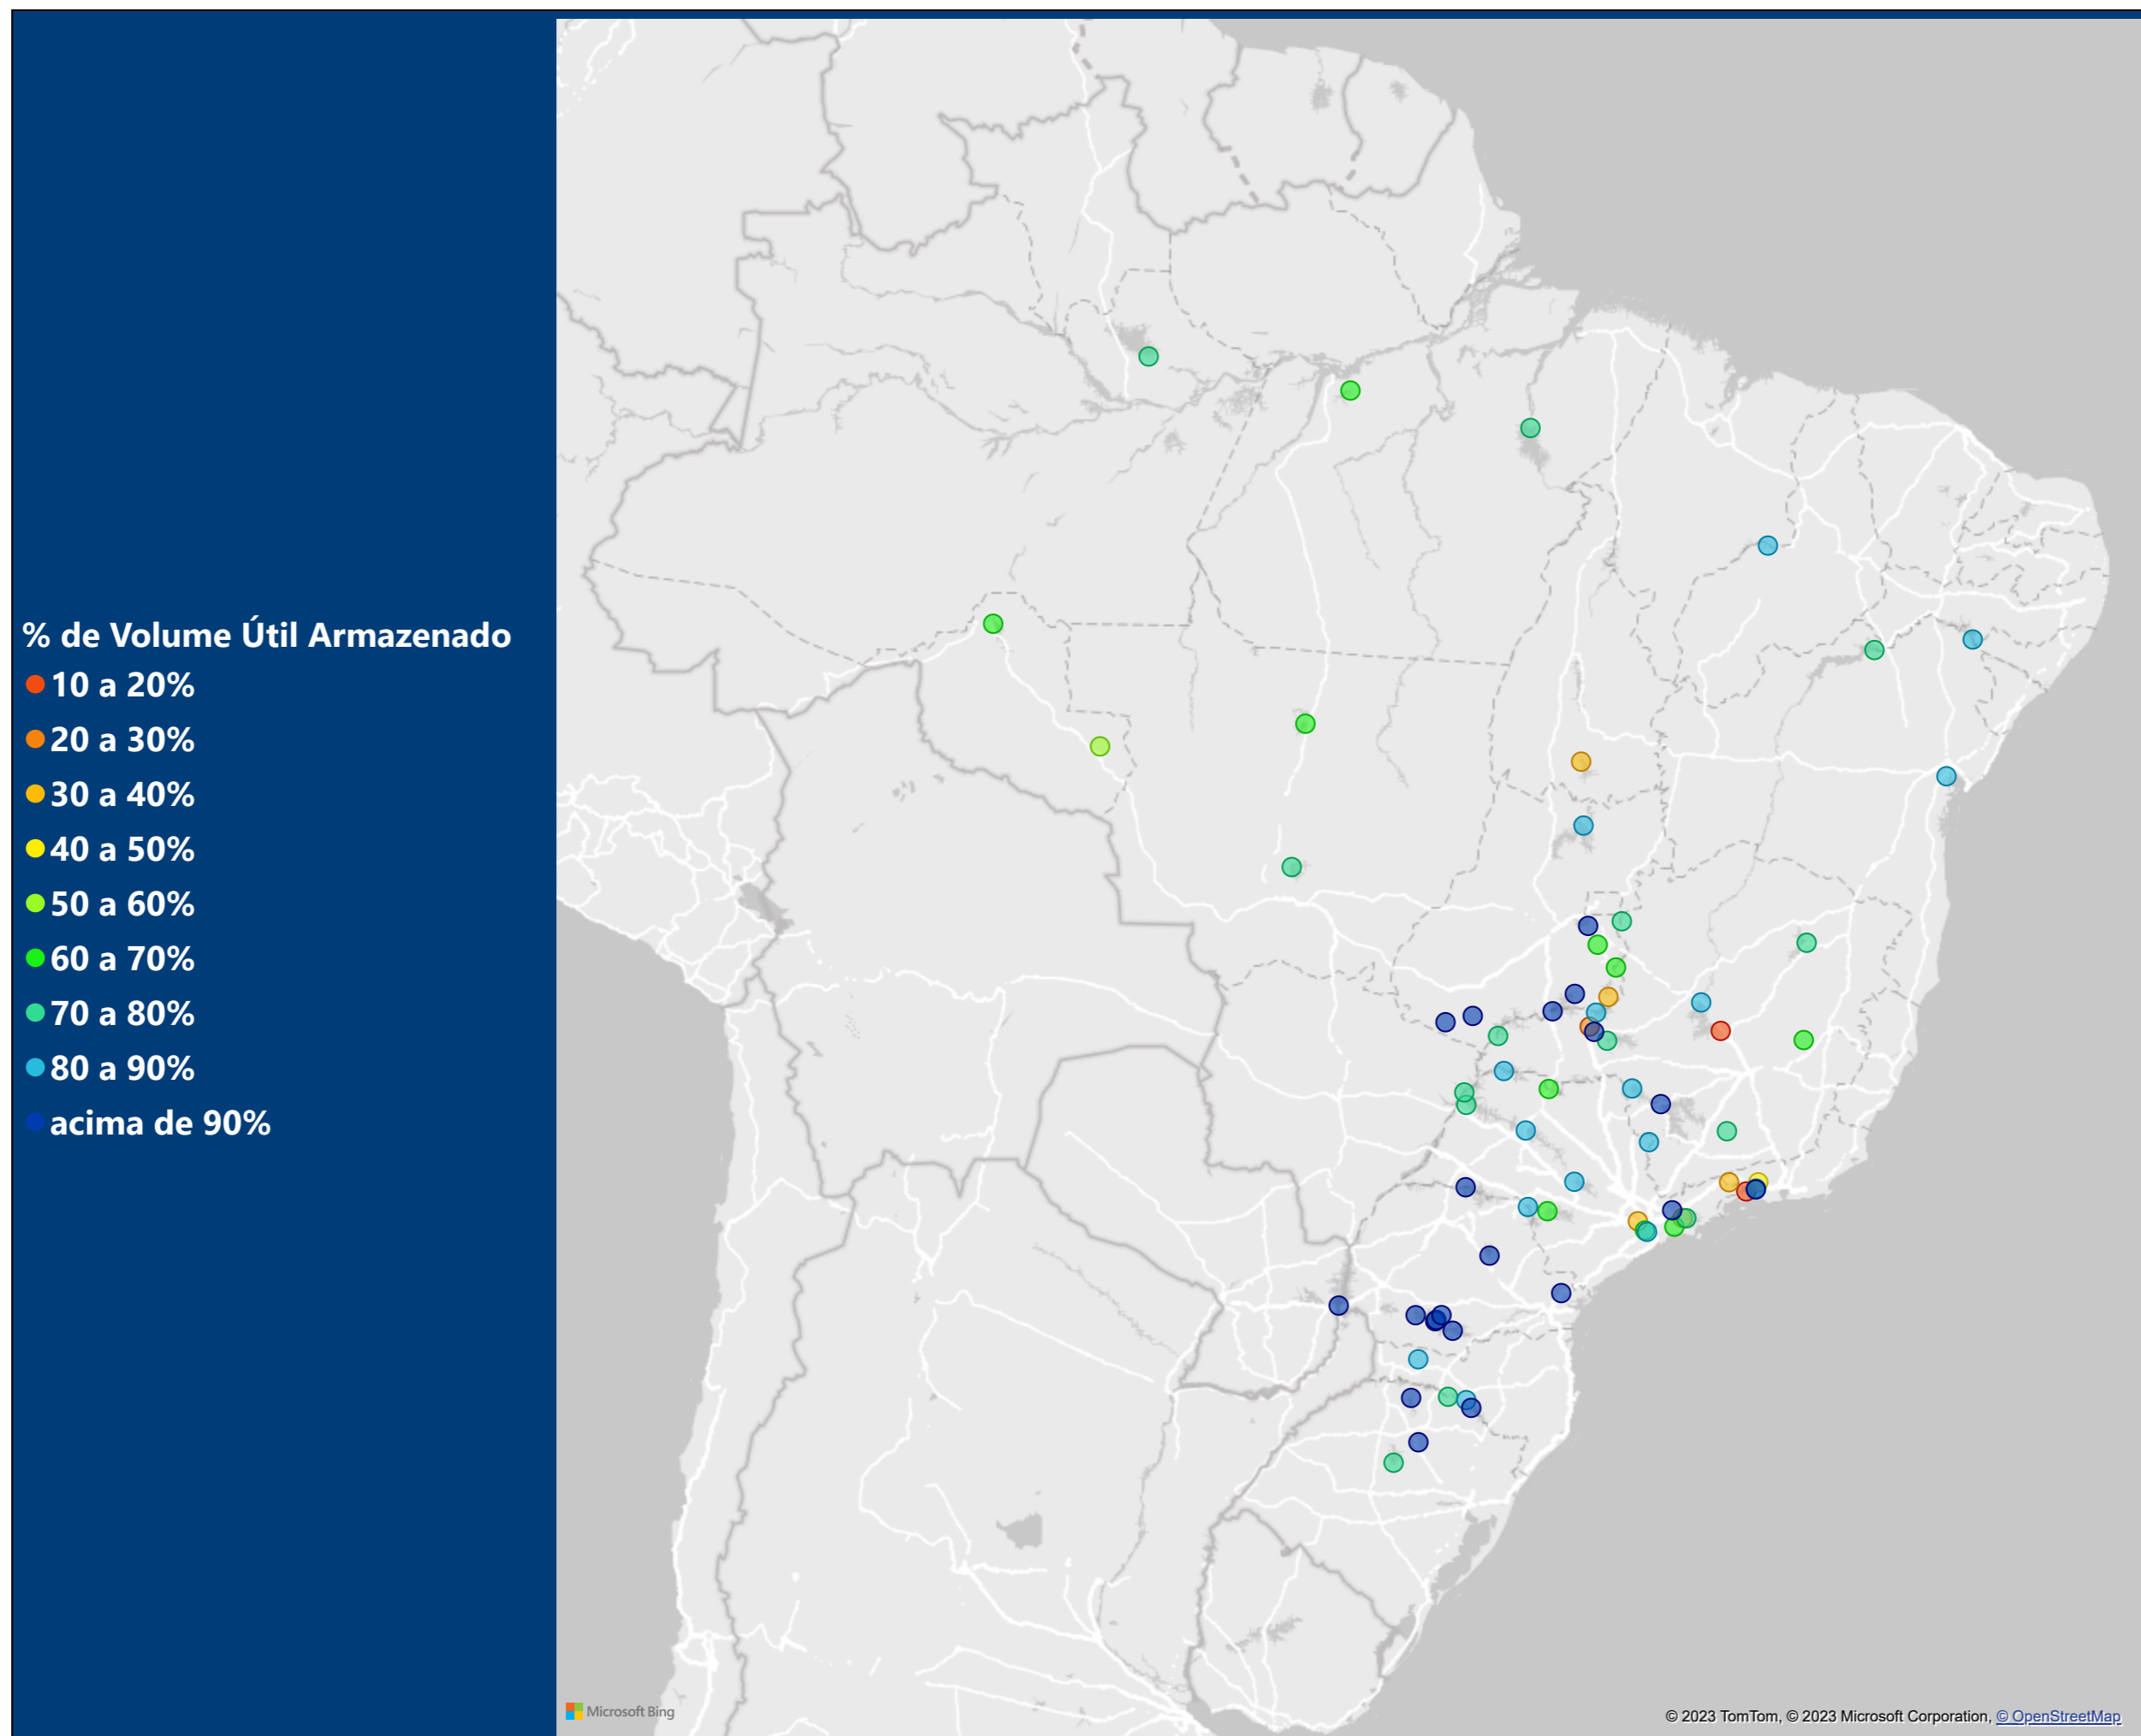 % de Volume Útil Armazenado
10 a 20%
20 a 30%
30 a 40%
40 a 50%
50 a 60%
60 a 70%
70 a 80%
80 a 90%
acima de 90%
Microsoft Bing
© 2023 TomTom, © 2023 Microsoft Corporation, © OpenStreetMap